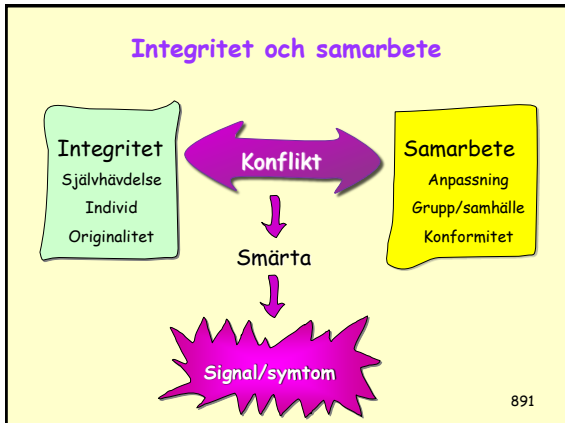 Integritet och samarbete
Integritet
Självhävdelse
Individ
Originalitet
Konflikt
Samarbete
Anpassning
Grupp/samhälle
Konformitet
Smärta
Signal/symtom
891